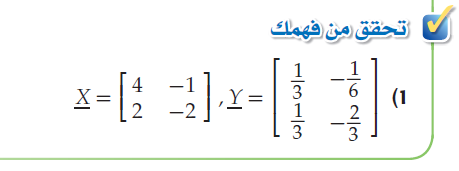 تحقق من فهمك
(1 X = [4 −1; 2 −2] , Y = [1/3 −1/6; 1/3 −2/3]